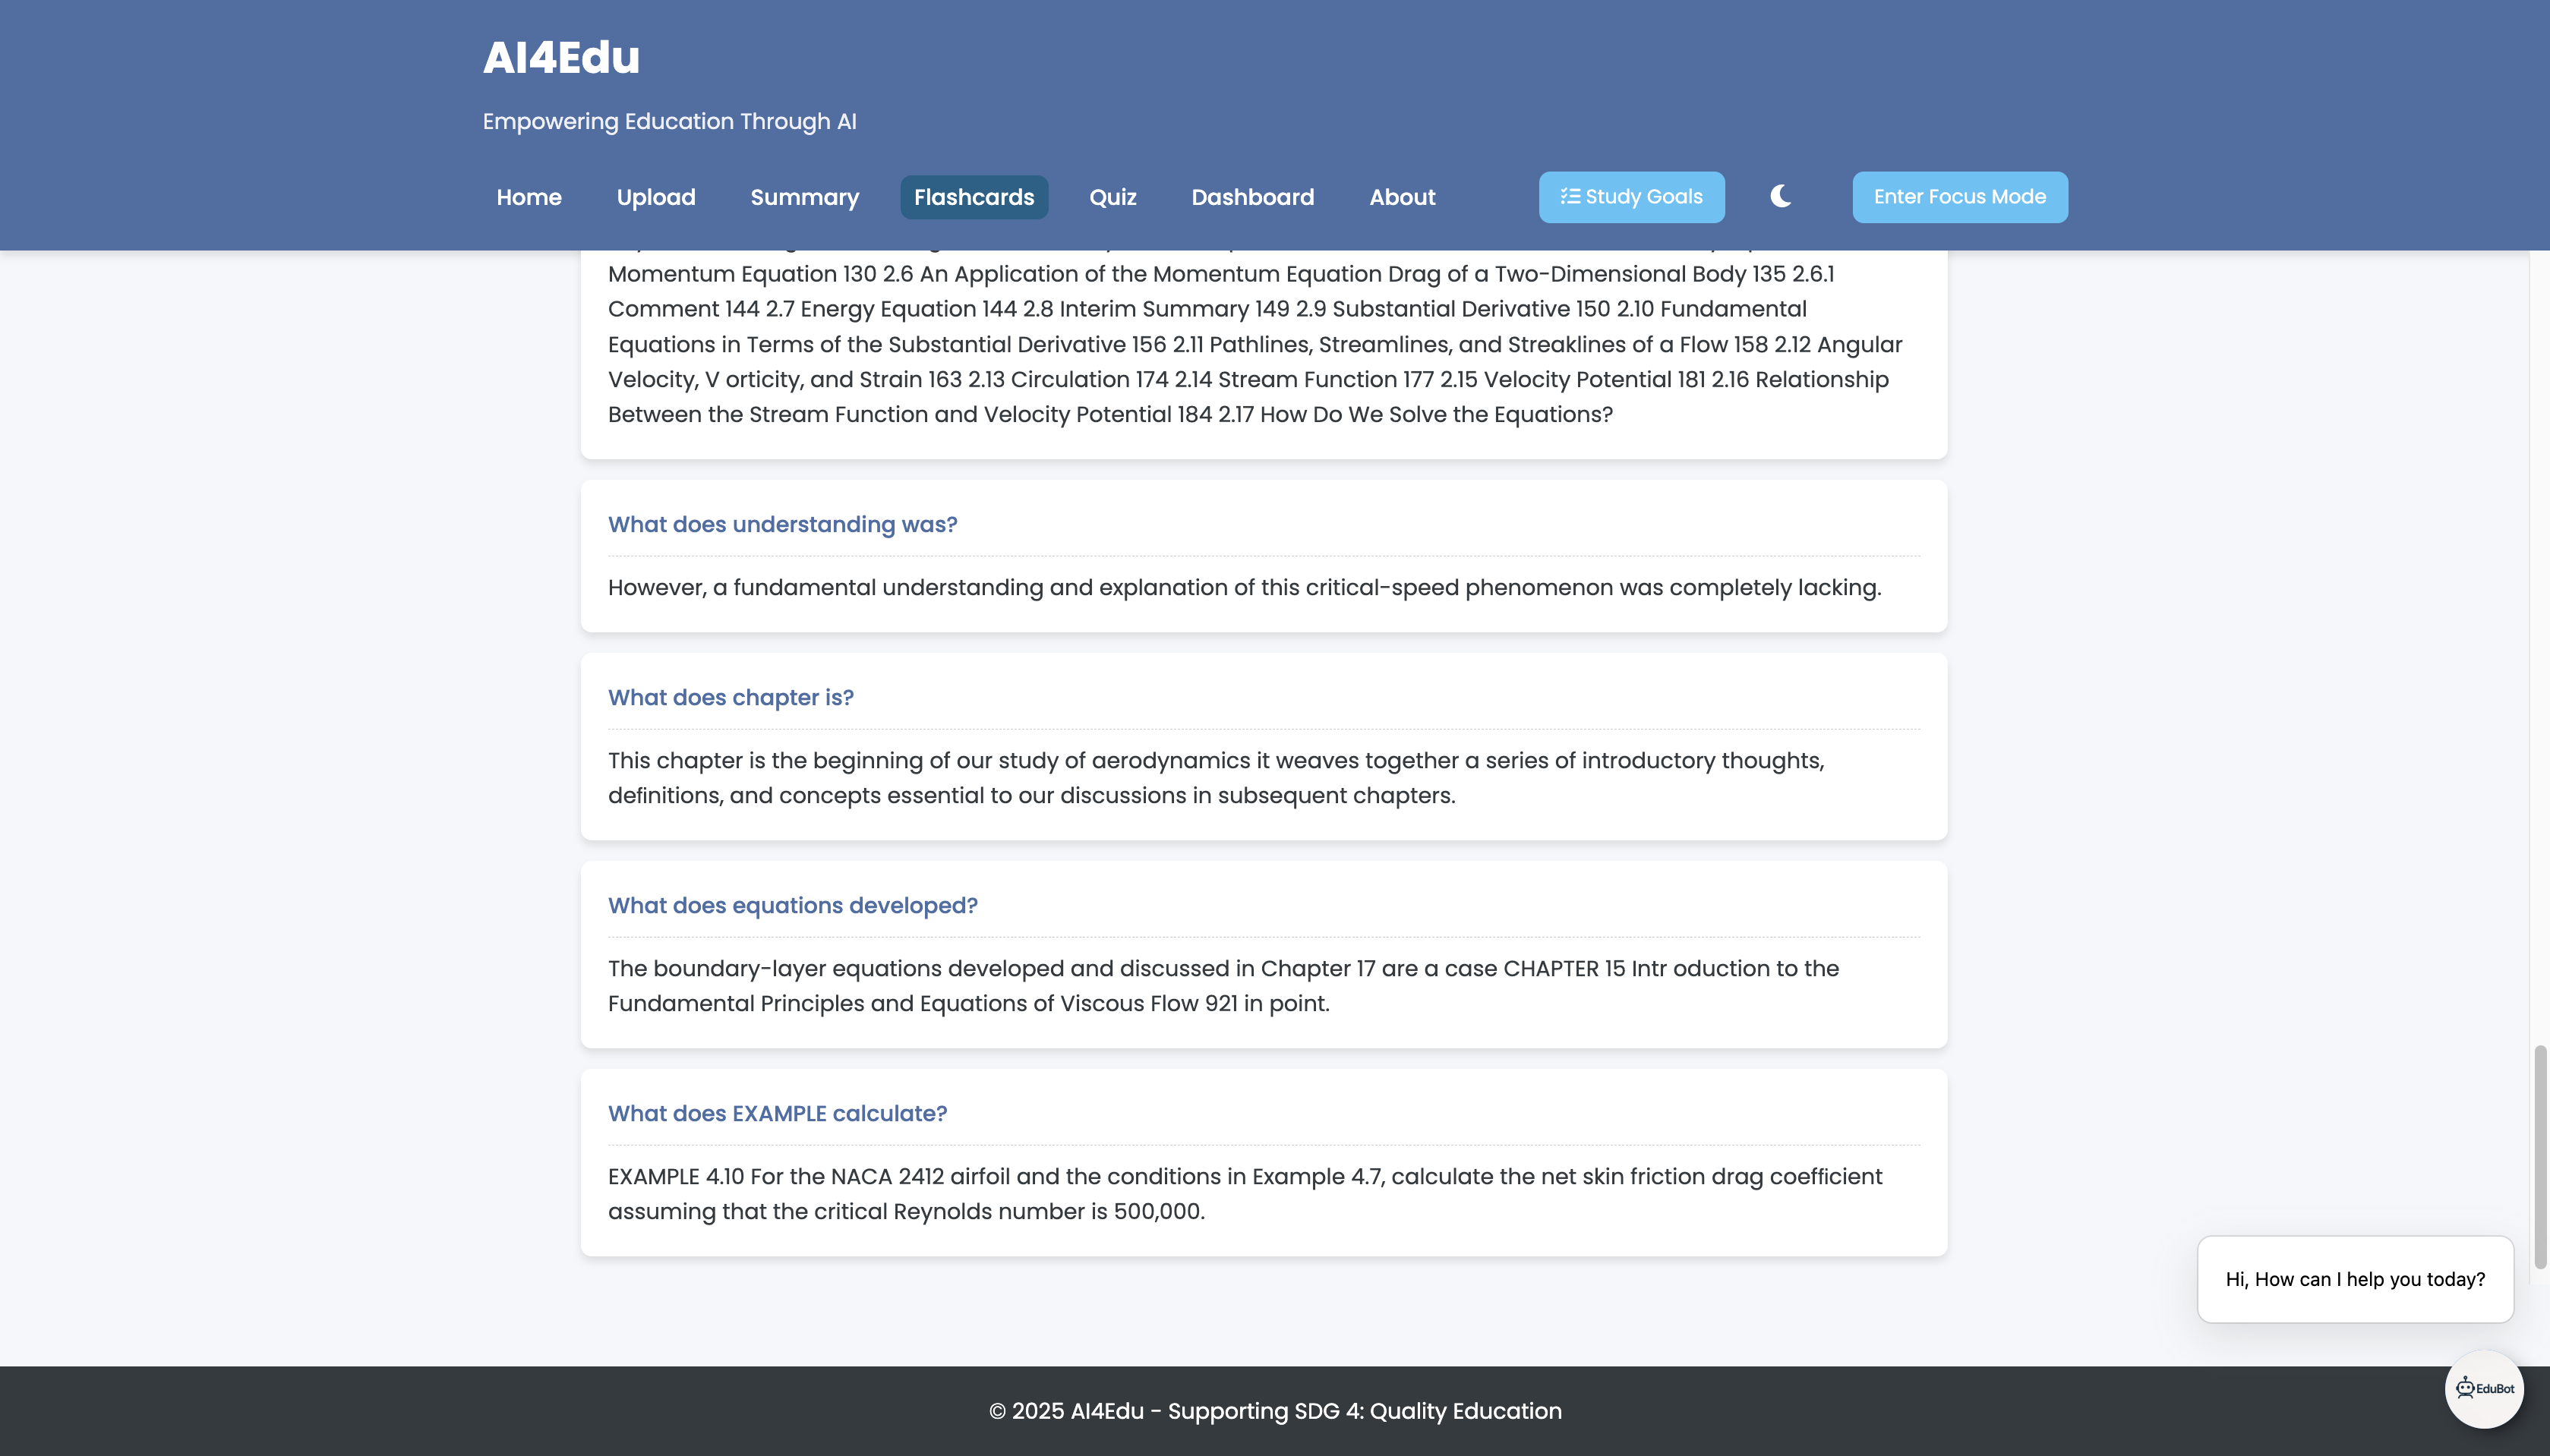 AI4Edu
Empowering Education Through AI
Home Upload Summary Flashcards Quiz Dashboard About Study Goals Enter Focus Mode
Momentum Equation 130 2.6 An Application of the Momentum Equation Drag of a Two-Dimensional Body 135 2.6.1
Comment 144 2.7 Energy Equation 144 2.8 Interim Summary 149 2.9 Substantial Derivative 150 2.10 Fundamental
Equations in Terms of the Substantial Derivative 156 2.11 Pathlines, Streamlines, and Streaklines of a Flow 158 2.12 Angular
Velocity, V orticity, and Strain 163 2.13 Circulation 174 2.14 Stream Function 177 2.15 Velocity Potential 181 2.16 Relationship
Between the Stream Function and Velocity Potential 184 2.17 How Do We Solve the Equations?
What does understanding was?
However, a fundamental understanding and explanation of this critical-speed phenomenon was completely lacking.
What does chapter is?
This chapter is the beginning of our study of aerodynamics it weaves together a series of introductory thoughts,
definitions, and concepts essential to our discussions in subsequent chapters.
What does equations developed?
The boundary-layer equations developed and discussed in Chapter 17 are a case CHAPTER 15 Intr oduction to the
Fundamental Principles and Equations of Viscous Flow 921 in point.
What does EXAMPLE calculate?
EXAMPLE 4.10 For the NACA 2412 airfoil and the conditions in Example 4.7, calculate the net skin friction drag coefficient
assuming that the critical Reynolds number is 500,000.
Hi, How can I help you today?
EduBot
© 2025 AI4Edu - Supporting SDG 4: Quality Education